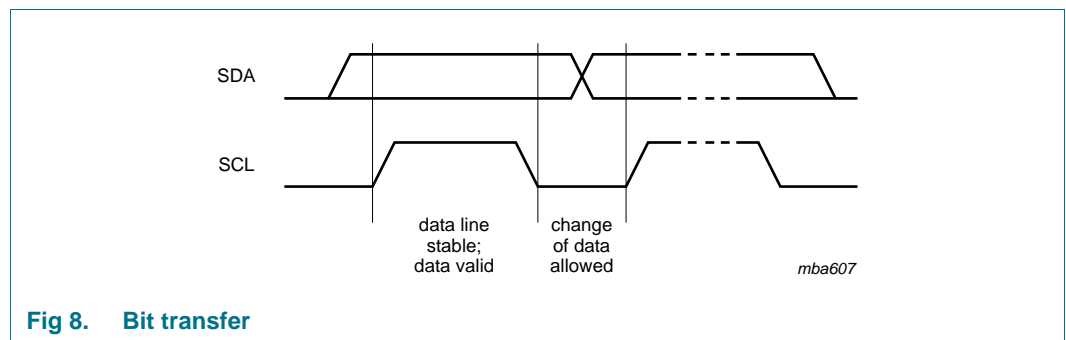 SDA
SCL
data line
stable;
data valid
change
of data
allowed
mba607
Fig 8. Bit transfer